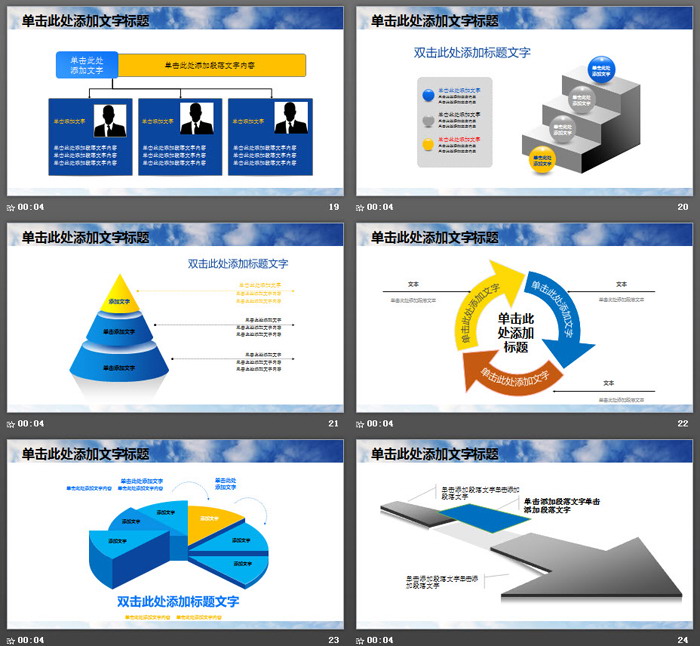 单击此处添加文字标题
单击此处
添加文字
单击此处添加段落文字内容
单击添加文字
单击此处添加段落文字内容
单击此处添加段落文字内容
单击此处添加段落文字内容
单击添加文字
单击此处添加段落文字内容
单击此处添加段落文字内容
单击此处添加段落文字内容
单击添加文字
单击此处添加段落文字内容
单击此处添加段落文字内容
单击此处添加段落文字内容
00:04
19
单击此处添加文字标题
双击此处添加标题文字
单击此处添加文字
单击此处添加文字
单击此处添加文字
单击此处
添加文字
单击此处
添加文字
单击此处
添加文字
单击此处
添加文字
00:04
20
单击此处添加文字标题
双击此处添加标题文字
添加文字
单击添加文字
单击添加文字
单击此处添加文字
单击此处添加文字内容
单击此处添加文字内容
单击此处添加文字
单击此处添加文字内容
单击此处添加文字内容
单击此处添加文字
单击此处添加文字内容
单击此处添加文字内容
00:04
21
单击此处添加文字标题
文本
单击此处添加段落文本
单击此处添加文字
单击此处添加文字
单击此处添加文字
单击此
处添加
标题
文本
单击此处添加段落文本
文本
单击此处添加段落文本
00:04
22
单击此处添加文字标题
单击此处添加文字
单击此处添加文字内容
单击此处添加文字内容
单击此处
添加文字
添加文字
添加文字
添加文字
添加文字
添加文字
添加文字
双击此处添加标题文字
单击此处添加文字内容
单击此处添加文字内容
00:04
23
单击此处添加文字标题
单击添加段落文字单击添加
段落文字
单击添加段落文字单击
添加段落文字
单击添加段落文字单击添
加段落文字
00:04
24